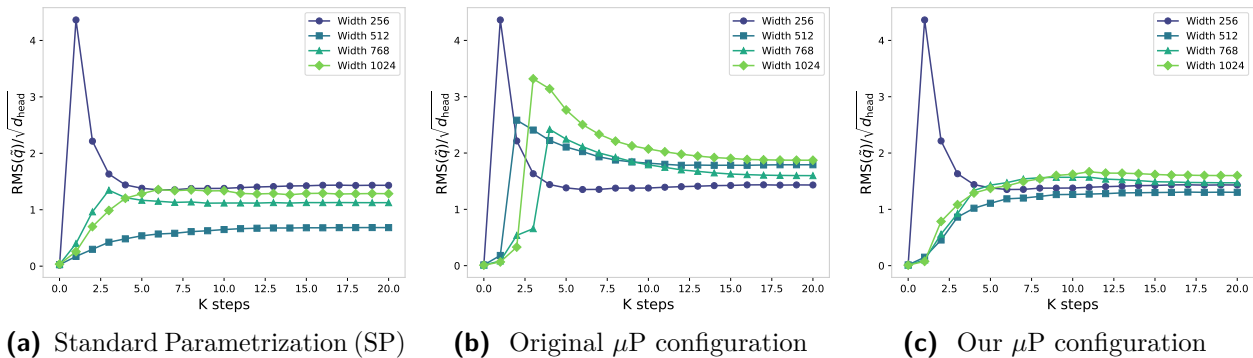 RMS(q̃)/√d_head
4
3
2
1
0
0.0 2.5 5.0 7.5 10.0 12.5 15.0 17.5 20.0
K steps
Width 256
Width 512
Width 768
Width 1024
(a) Standard Parametrization (SP)
RMS(q̃)/√d_head
4
3
2
1
0
0.0 2.5 5.0 7.5 10.0 12.5 15.0 17.5 20.0
K steps
Width 256
Width 512
Width 768
Width 1024
(b) Original μP configuration
RMS(q̃)/√d_head
4
3
2
1
0
0.0 2.5 5.0 7.5 10.0 12.5 15.0 17.5 20.0
K steps
Width 256
Width 512
Width 768
Width 1024
(c) Our μP configuration